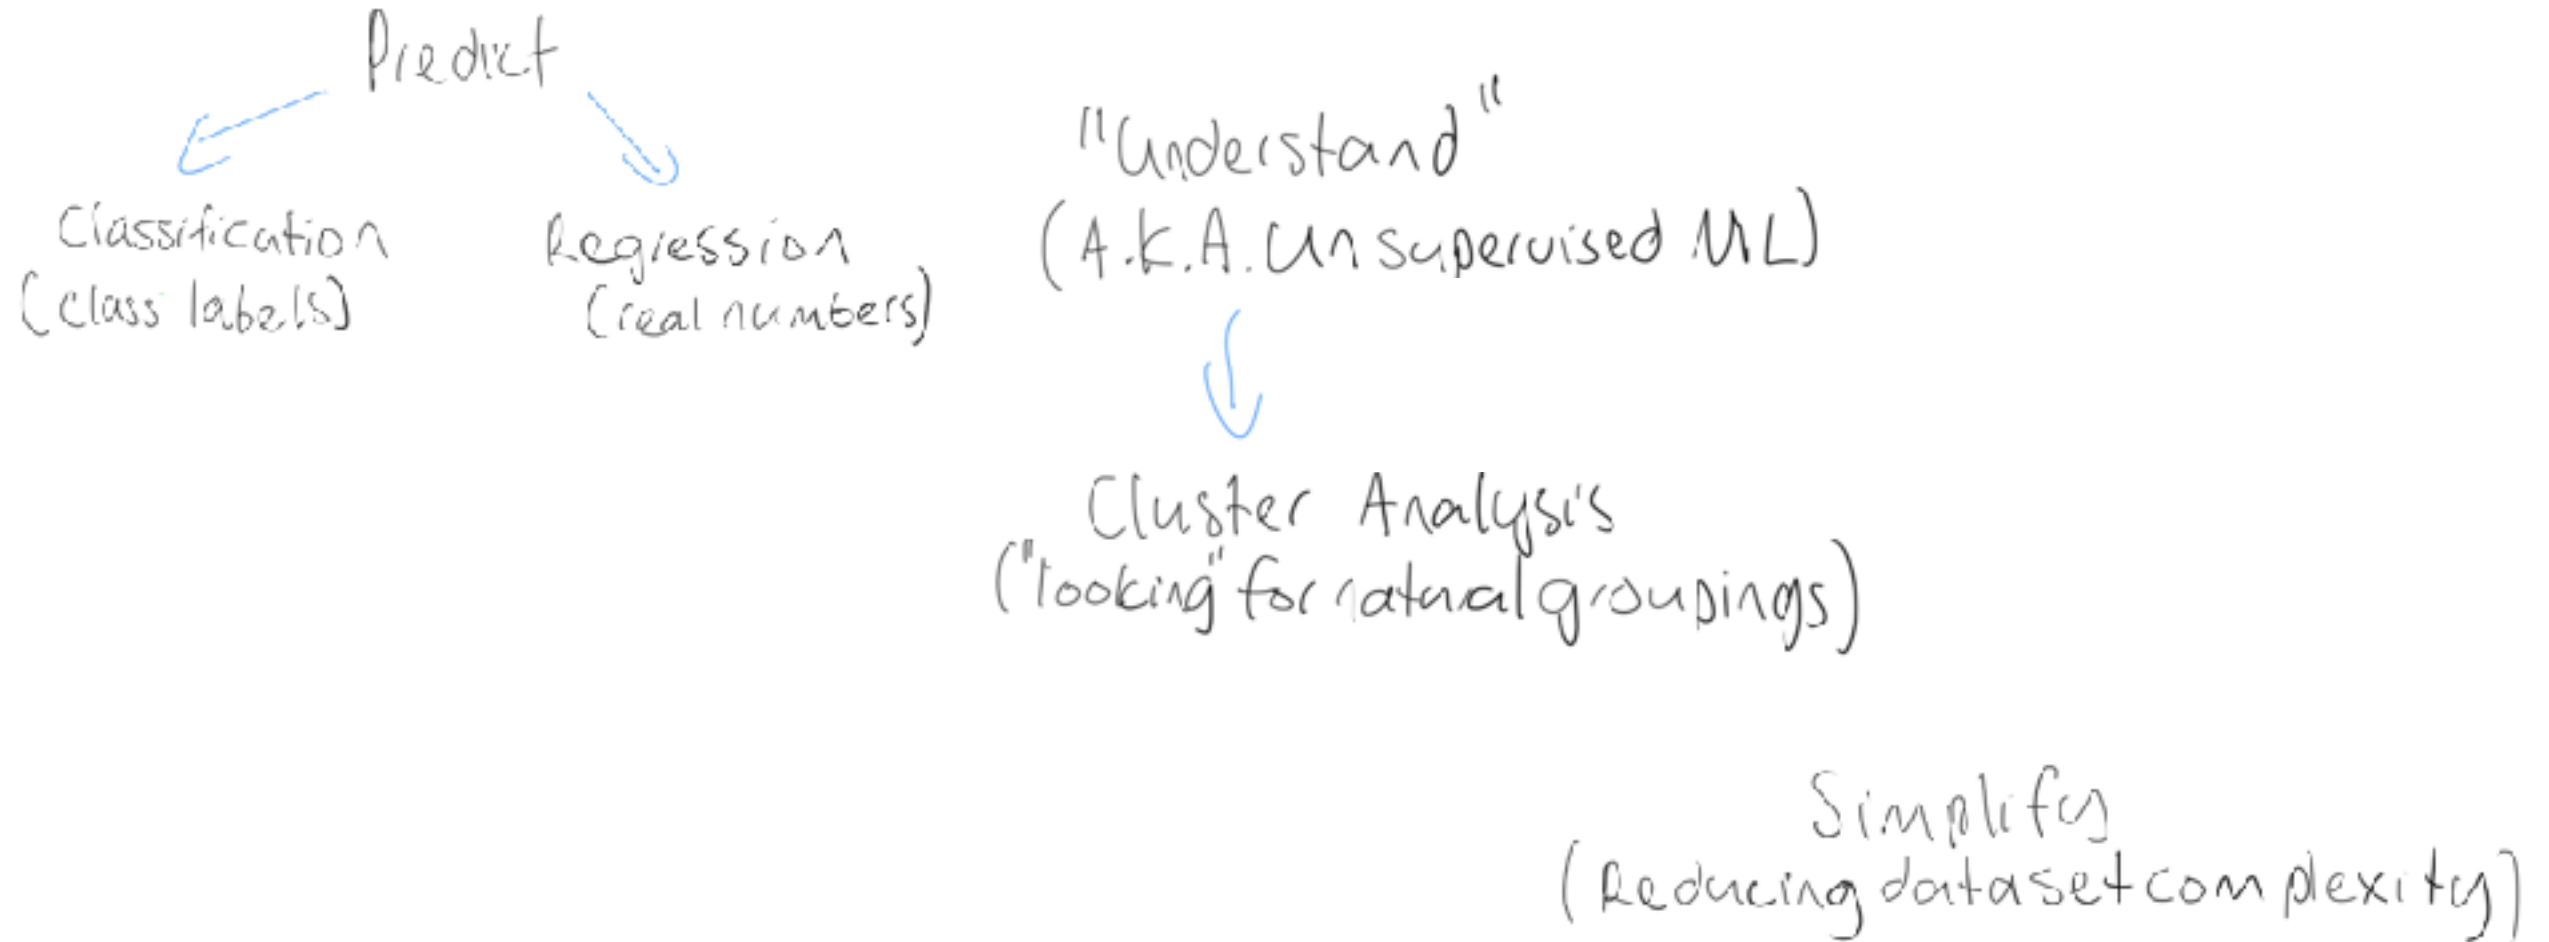 Predict
Classification
(class labels)
Regression
(real numbers)
"Understand"
(A.K.A. Unsupervised ML)
Cluster Analysis
("looking" for natural groupings)
Simplify
(Reducing dataset complexity)